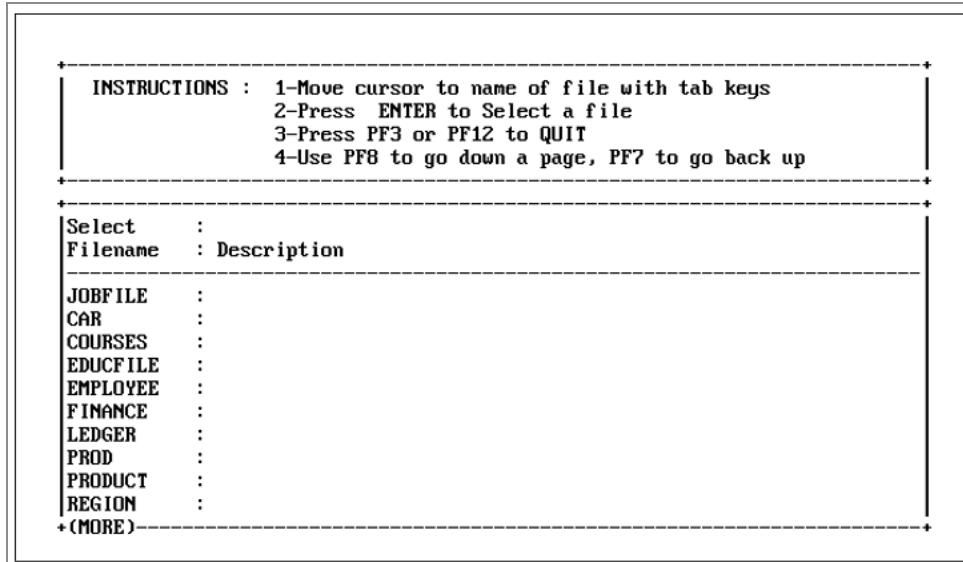 INSTRUCTIONS : 1-Move cursor to name of file with tab keys
2-Press ENTER to Select a file
3-Press PF3 or PF12 to QUIT
4-Use PF8 to go down a page, PF7 to go back up
Select :
Filename : Description
JOBFILE :
CAR :
COURSES :
EDUCFILE :
EMPLOYEE :
FINANCE :
LEDGER :
PROD :
PRODUCT :
REGION :
(MORE)